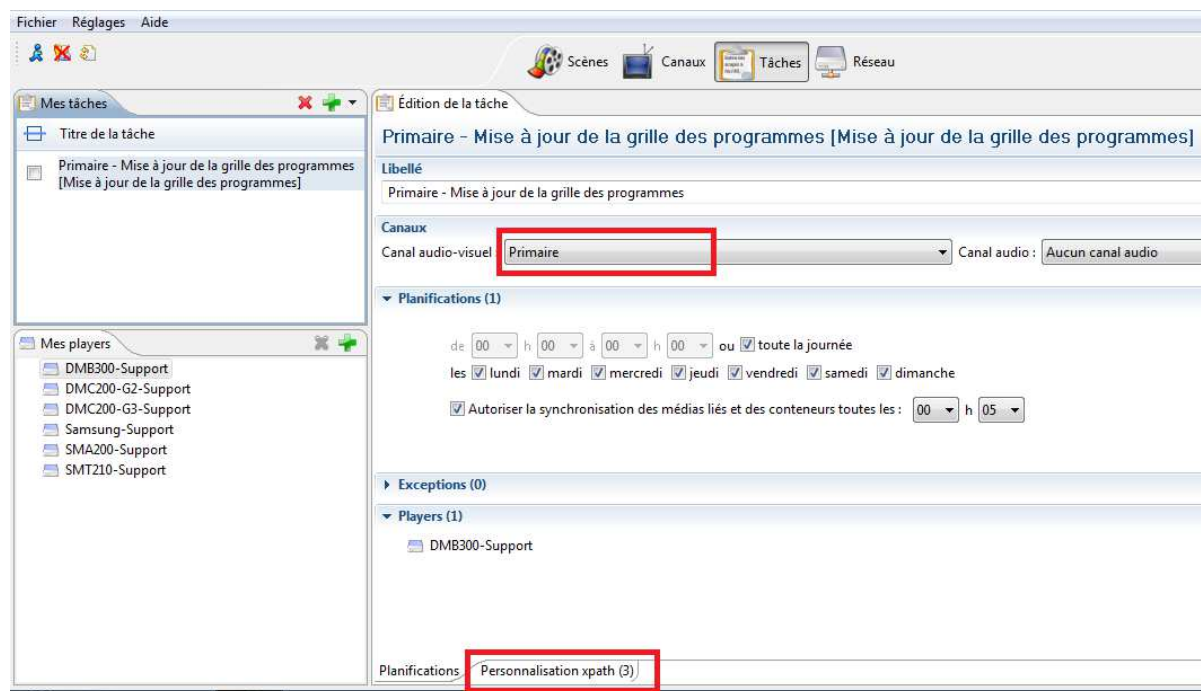 Fichier Réglages Aide
Scènes Canaux Tâches Réseau
Mes tâches
Titre de la tâche
Primaire - Mise à jour de la grille des programmes
[Mise à jour de la grille des programmes]
Mes players
DMB300-Support
DMC200-G2-Support
DMC200-G3-Support
Samsung-Support
SMA200-Support
SMT210-Support
Édition de la tâche
Primaire - Mise à jour de la grille des programmes [Mise à jour de la grille des programmes]
Libellé
Primaire - Mise à jour de la grille des programmes
Canaux
Canal audio-visuel : Primaire Canal audio : Aucun canal audio
Planifications (1)
de 00 h 00 à 00 h 00 ou toute la journée
les lundi mardi mercredi jeudi vendredi samedi dimanche
Autoriser la synchronisation des médias liés et des conteneurs toutes les : 00 h 05
Exceptions (0)
Players (1)
DMB300-Support
Planifications Personnalisation xpath (3)